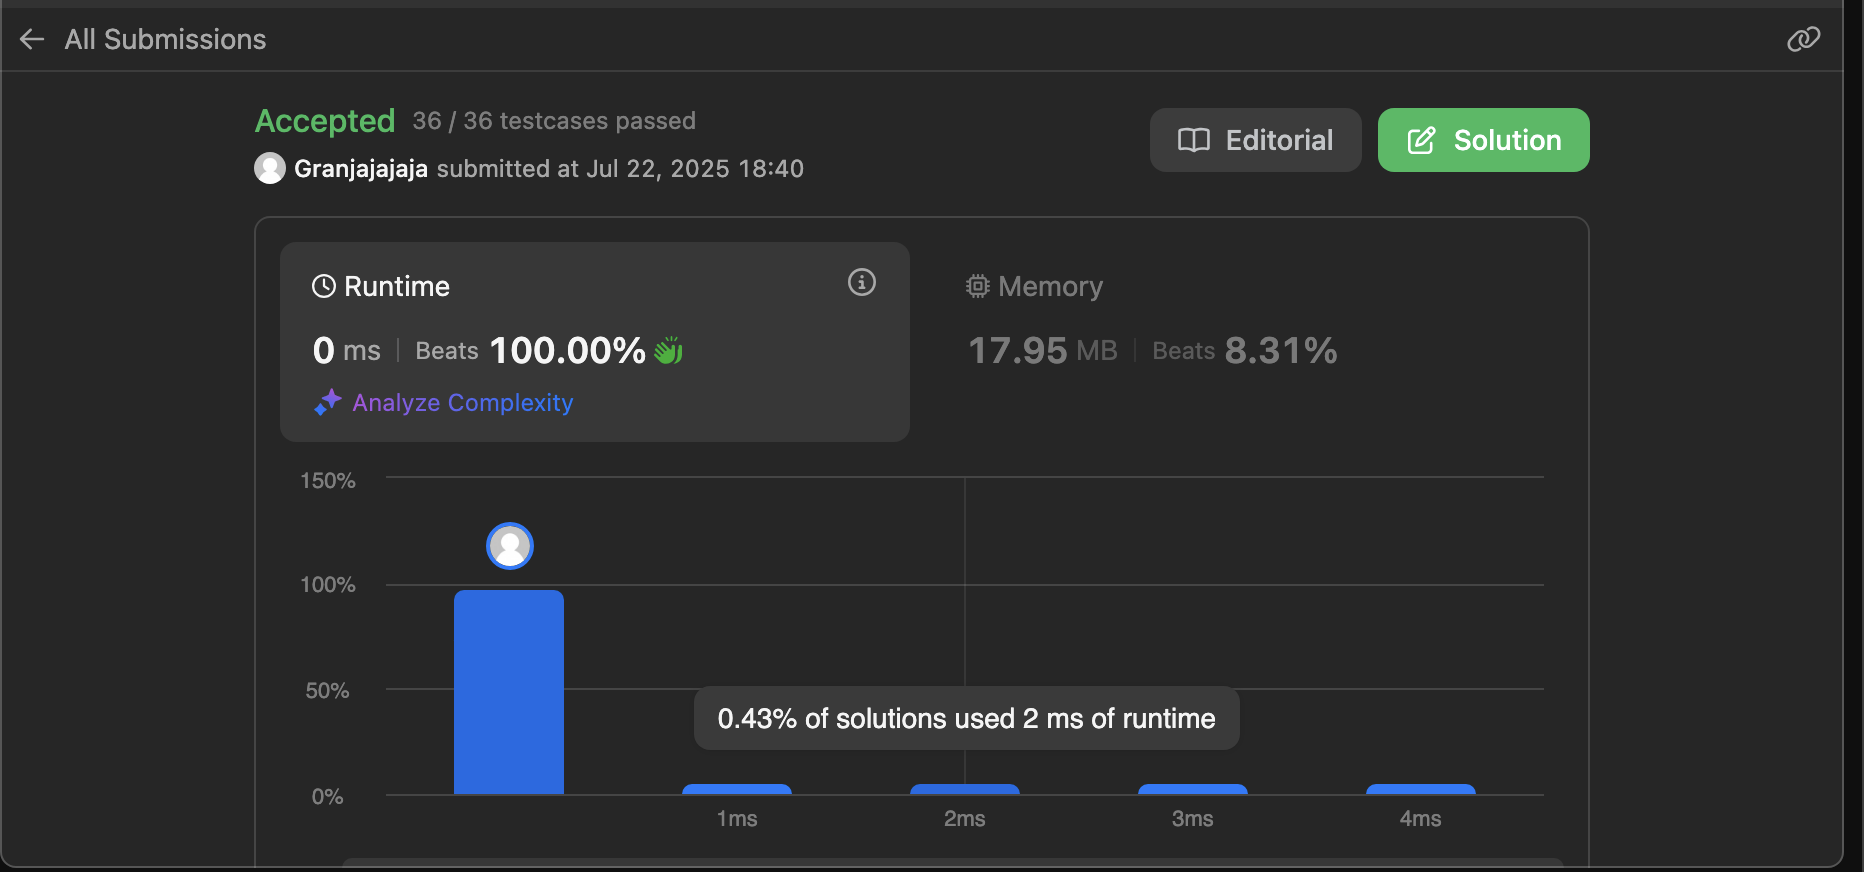 All Submissions
Accepted 36 / 36 testcases passed
Granjajajaja submitted at Jul 22, 2025 18:40
Editorial
Solution
Runtime
0 ms | Beats 100.00%
Analyze Complexity
Memory
17.95 MB | Beats 8.31%
150%
100%
50%
0%
0.43% of solutions used 2 ms of runtime
1ms 2ms 3ms 4ms